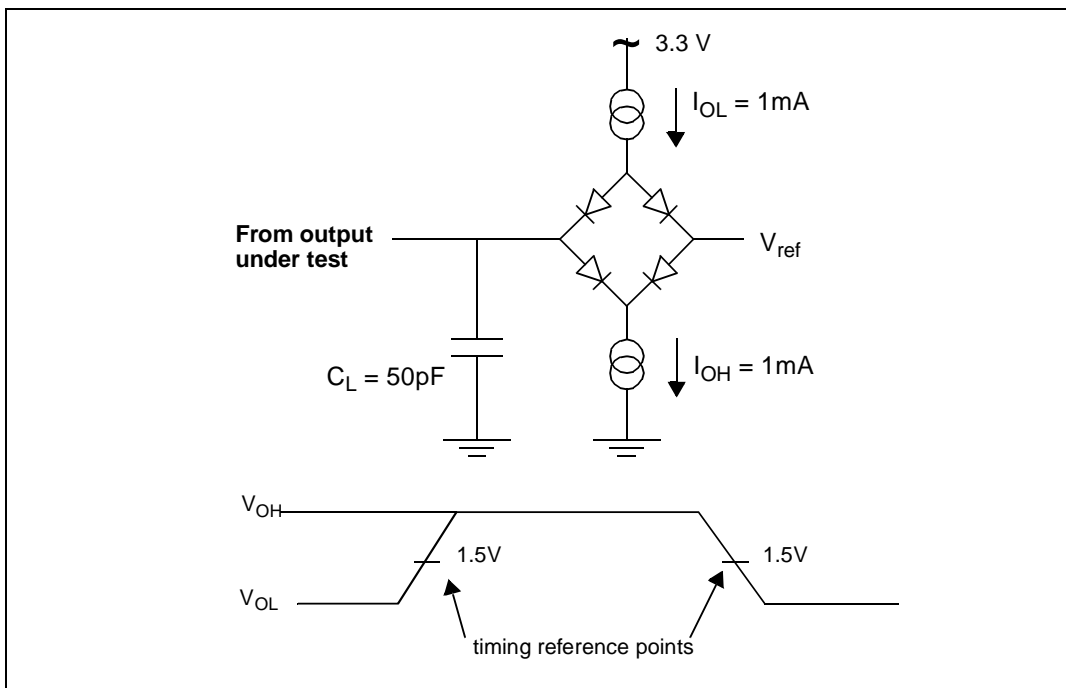 3.3 V
I_OL = 1mA
From output
under test
V_ref
C_L = 50pF
I_OH = 1mA
V_OH
1.5V
1.5V
V_OL
timing reference points